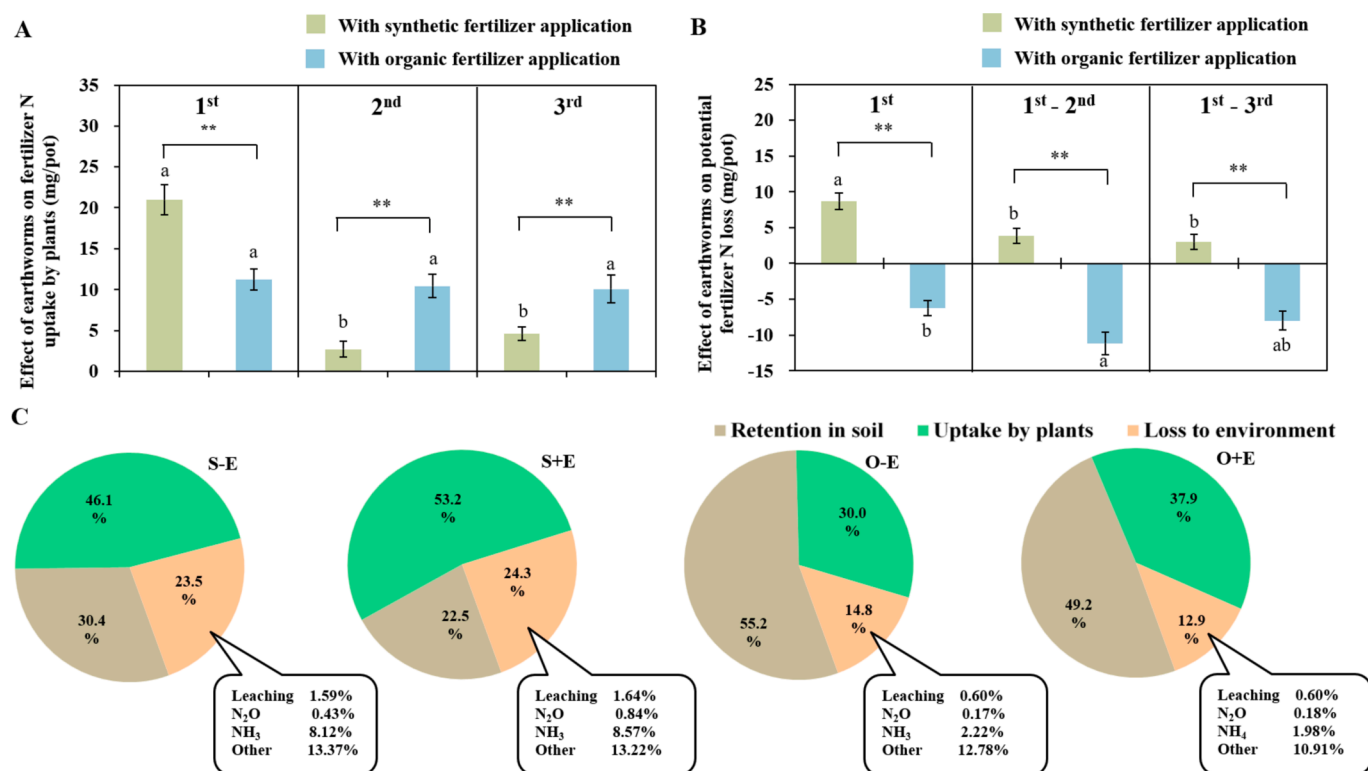 A
With synthetic fertilizer application
With organic fertilizer application
Effect of earthworms on fertilizer N
uptake by plants (mg/pot)
35
30
25
20
15
10
5
0
1st
2nd
3rd
**
**
**
a
a
b
a
b
a
B
With synthetic fertilizer application
With organic fertilizer application
Effect of earthworms on potential
fertilizer N loss (mg/pot)
25
20
15
10
5
0
-5
-10
-15
1st
1st - 2nd
1st - 3rd
**
**
**
a
b
b
a
b
ab
C
Retention in soil
Uptake by plants
Loss to environment
S-E
46.1
%
23.5
%
30.4
%
Leaching 1.59%
N2O 0.43%
NH3 8.12%
Other 13.37%
S+E
53.2
%
24.3
%
22.5
%
Leaching 1.64%
N2O 0.84%
NH3 8.57%
Other 13.22%
O-E
30.0
%
14.8
%
55.2
%
Leaching 0.60%
N2O 0.17%
NH3 2.22%
Other 12.78%
O+E
37.9
%
12.9
%
49.2
%
Leaching 0.60%
N2O 0.18%
NH4 1.98%
Other 10.91%